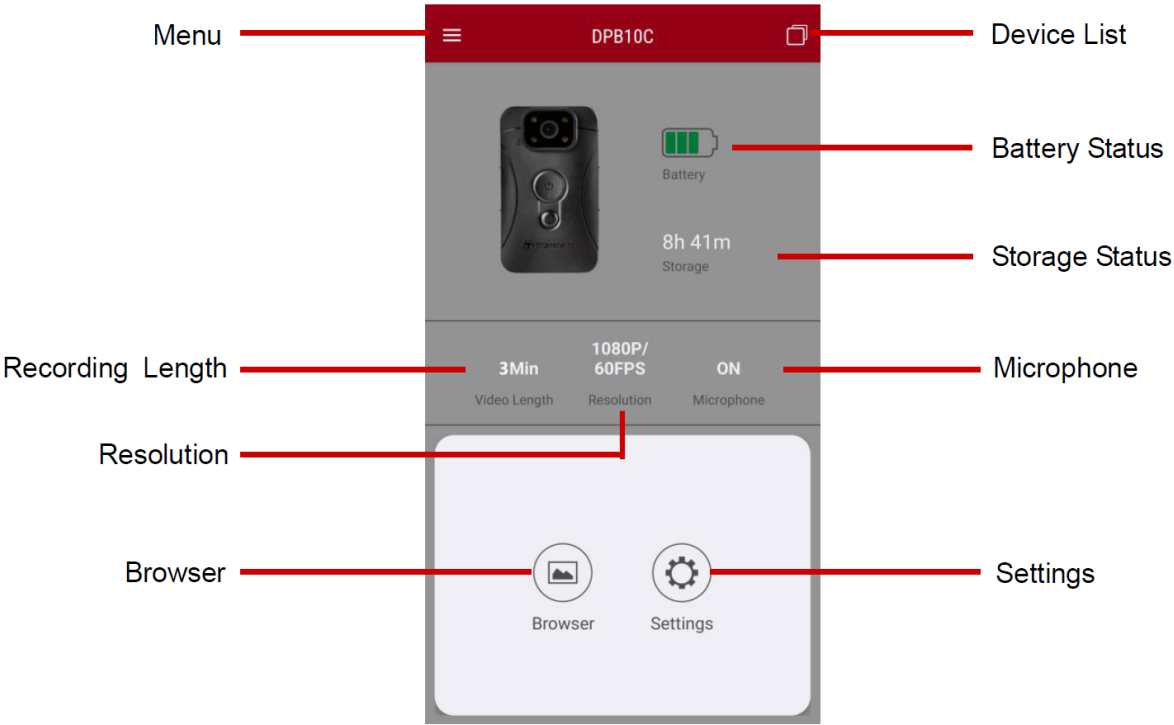 Menu
DPB10C
Device List
Battery Status
Battery
8h 41m
Storage
Storage Status
Recording Length
3Min
1080P/
60FPS
ON
Microphone
Video Length
Resolution
Microphone
Resolution
Browser
Settings
Browser
Settings
Transcend